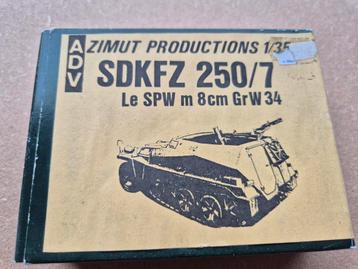 ADV
AZIMUT PRODUCTIONS 1/35
SDKFZ 250/7
Le SPW m 8cm GrW 34